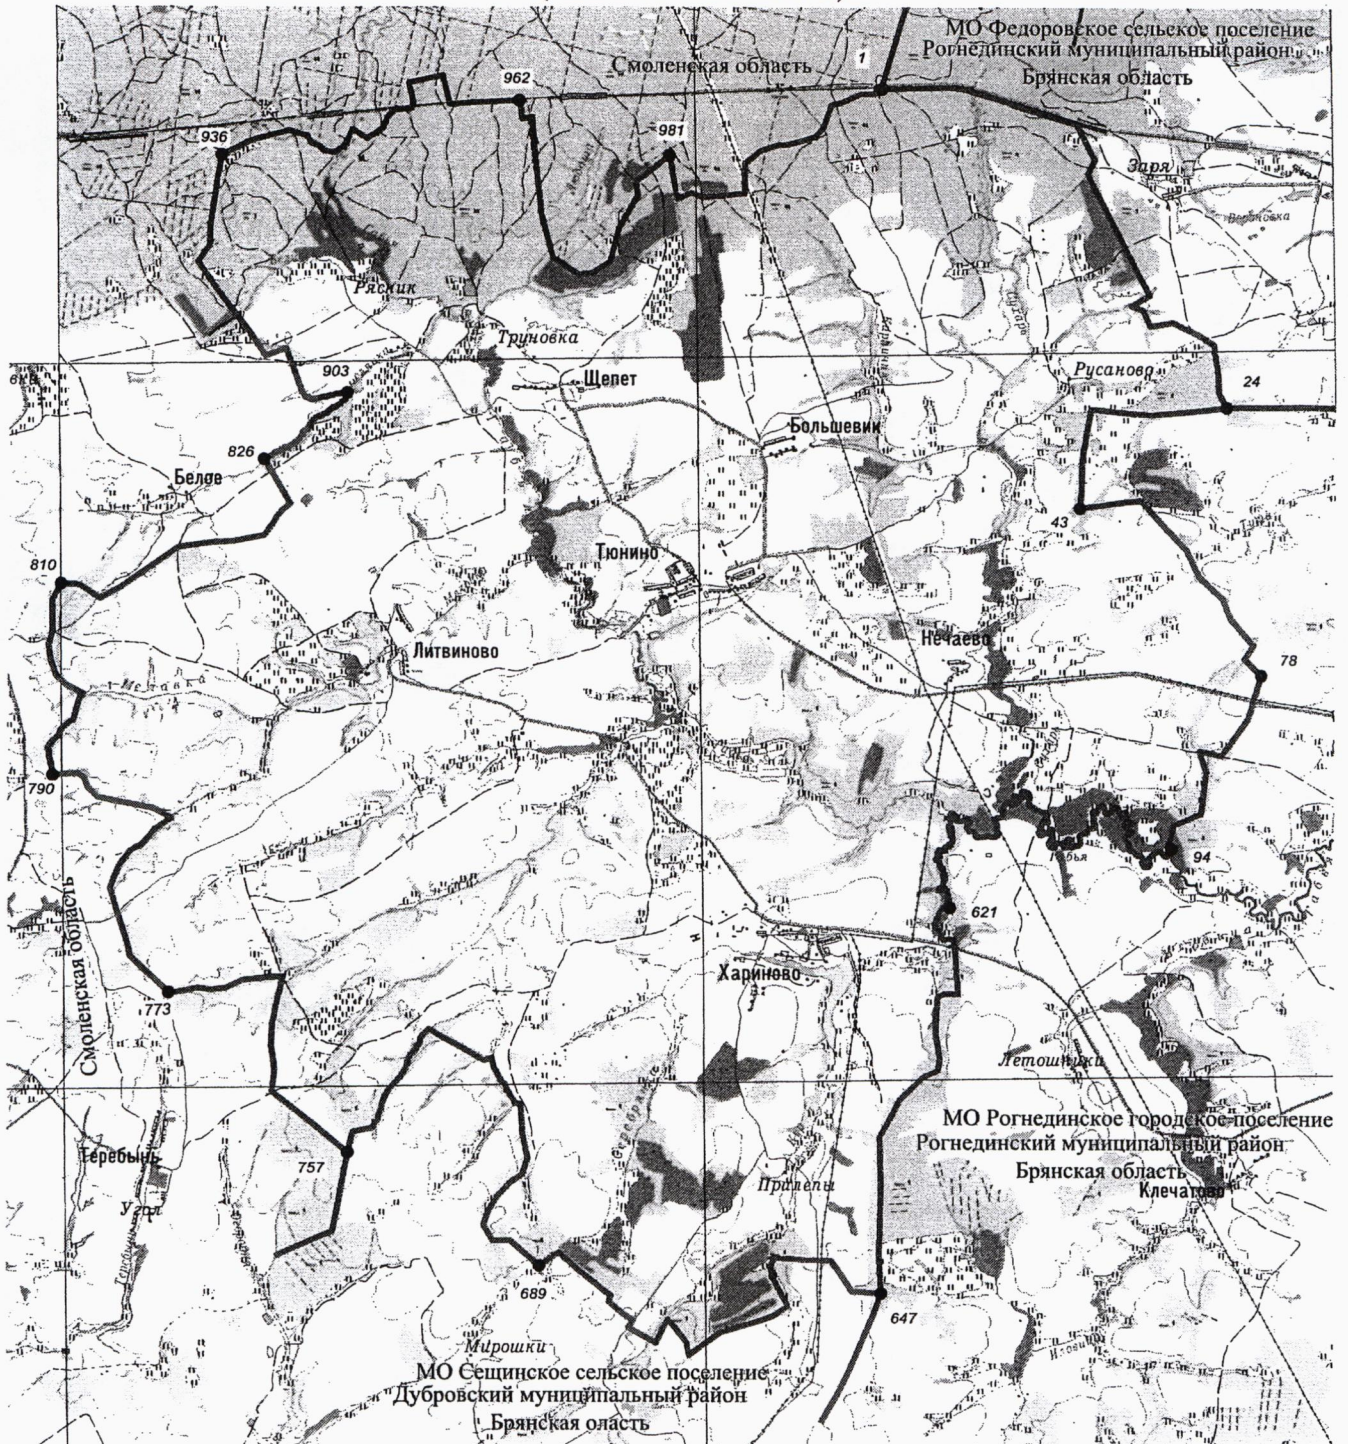 МО Федоровское сельское поселение
Рогнединский муниципальный район
Смоленская область
1
962
Брянская область
936
981
Заря
Рясник
Сухарь
Труновка
903
Щепет
Русаново
24
Большевик
826
Белое
43
Тюнино
810
Нечаево
Литвиново
78
790
94
621
Хариново
Смоленская область
773
Летошники
МО Рогнединское городское поселение
Рогнединский муниципальный район
Теребынь
757
Брянская область
Прилепы
Клечатово
Угол
689
647
Мирошки
МО Сещинское сельское поселение
Дубровский муниципальный район
Брянская оласть